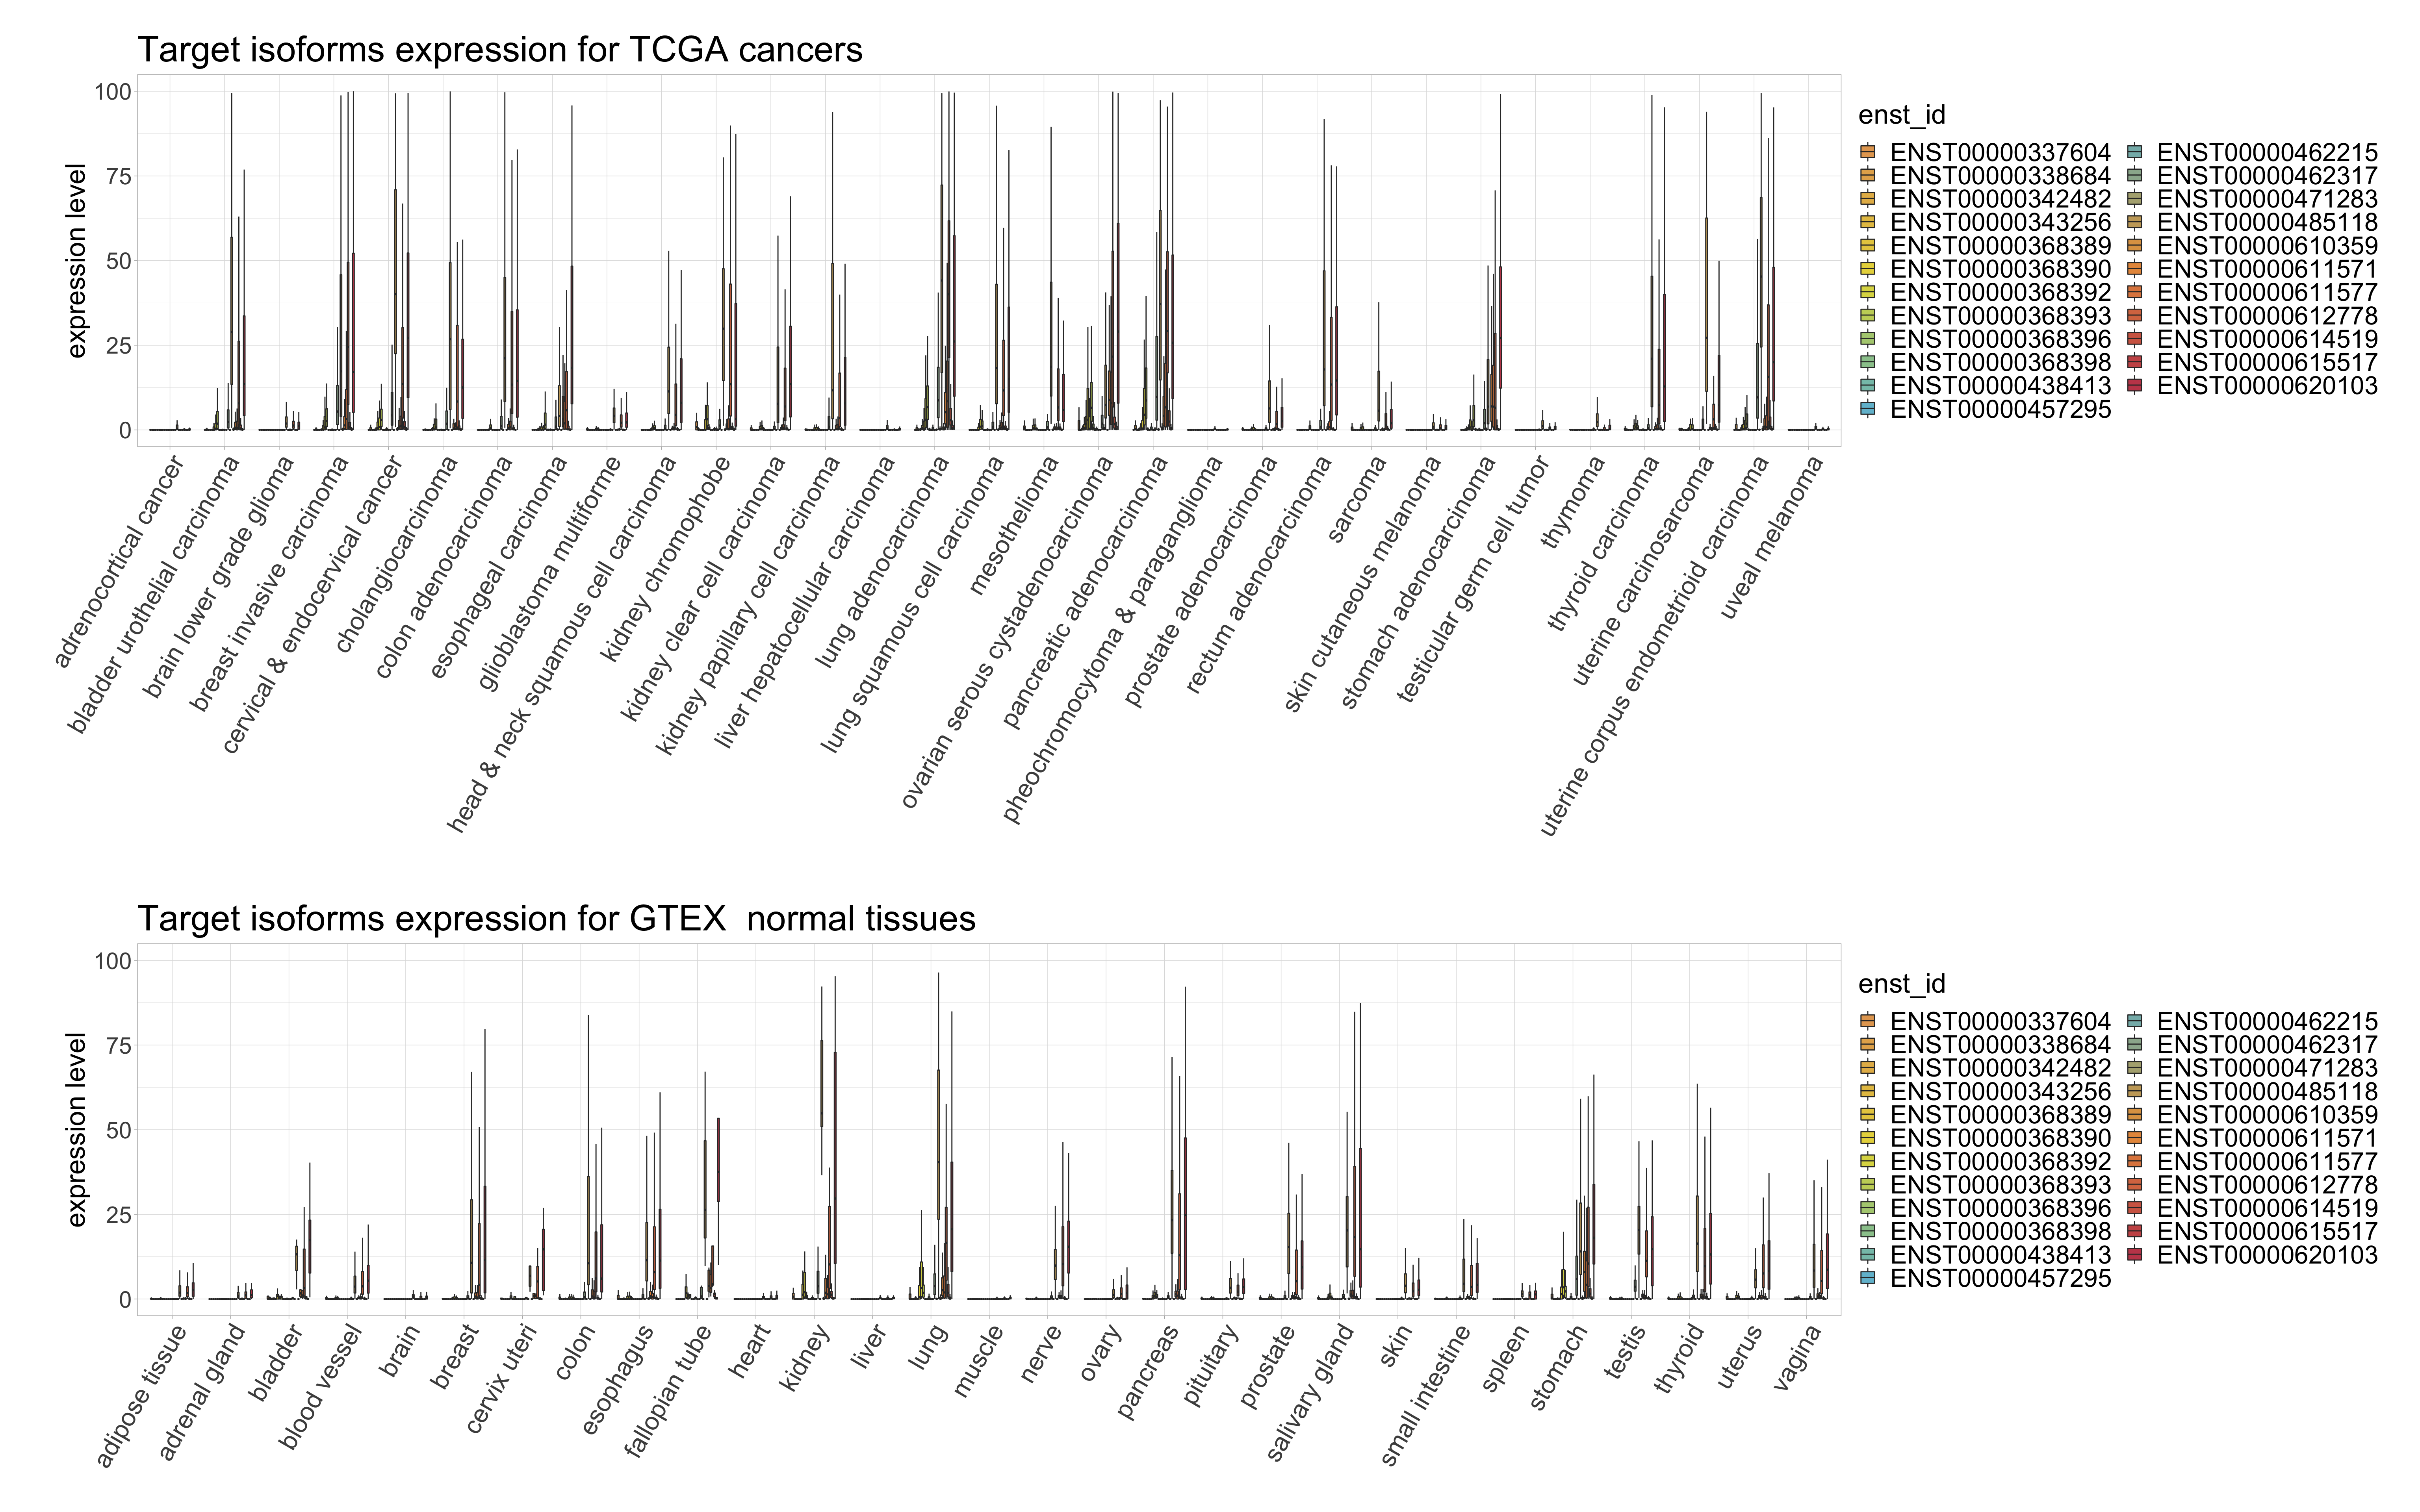 Target isoforms expression for TCGA cancers
expression level
100
75
50
25
0
adrenocortical cancer
bladder urothelial carcinoma
brain lower grade glioma
breast invasive carcinoma
cervical & endocervical cancer
cholangiocarcinoma
colon adenocarcinoma
esophageal carcinoma
glioblastoma multiforme
head & neck squamous cell carcinoma
kidney chromophobe
kidney clear cell carcinoma
kidney papillary cell carcinoma
liver hepatocellular carcinoma
lung adenocarcinoma
lung squamous cell carcinoma
mesothelioma
ovarian serous cystadenocarcinoma
pancreatic adenocarcinoma
pheochromocytoma & paraganglioma
prostate adenocarcinoma
rectum adenocarcinoma
sarcoma
skin cutaneous melanoma
stomach adenocarcinoma
testicular germ cell tumor
thymoma
thyroid carcinoma
uterine carcinosarcoma
uterine corpus endometrioid carcinoma
uveal melanoma
enst_id
ENST00000337604
ENST00000338684
ENST00000342482
ENST00000343256
ENST00000368389
ENST00000368390
ENST00000368392
ENST00000368393
ENST00000368396
ENST00000368398
ENST00000438413
ENST00000457295
ENST00000462215
ENST00000462317
ENST00000471283
ENST00000485118
ENST00000610359
ENST00000611571
ENST00000611577
ENST00000612778
ENST00000614519
ENST00000615517
ENST00000620103
Target isoforms expression for GTEX  normal tissues
expression level
100
75
50
25
0
adipose tissue
adrenal gland
bladder
blood vessel
brain
breast
cervix uteri
colon
esophagus
fallopian tube
heart
kidney
liver
lung
muscle
nerve
ovary
pancreas
pituitary
prostate
salivary gland
skin
small intestine
spleen
stomach
testis
thyroid
uterus
vagina
enst_id
ENST00000337604
ENST00000338684
ENST00000342482
ENST00000343256
ENST00000368389
ENST00000368390
ENST00000368392
ENST00000368393
ENST00000368396
ENST00000368398
ENST00000438413
ENST00000457295
ENST00000462215
ENST00000462317
ENST00000471283
ENST00000485118
ENST00000610359
ENST00000611571
ENST00000611577
ENST00000612778
ENST00000614519
ENST00000615517
ENST00000620103